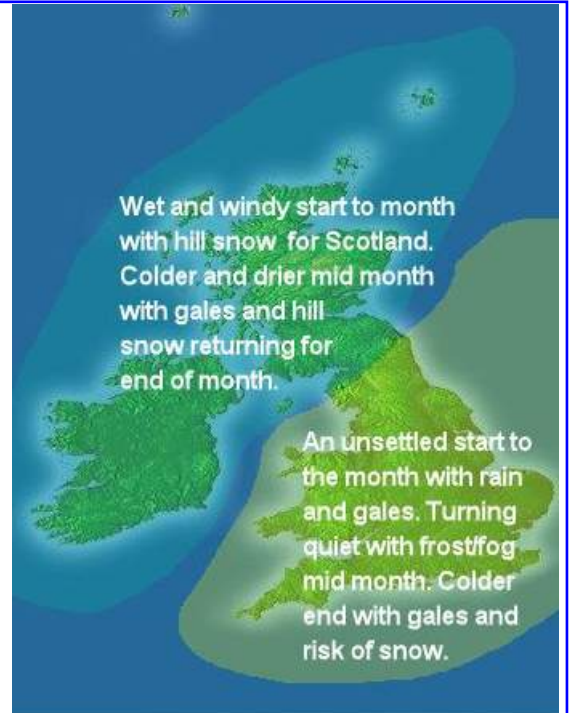 Wet and windy start to month
with hill snow for Scotland.
Colder and drier mid month
with gales and hill
snow returning for
end of month.
An unsettled start to
the month with rain
and gales. Turning
quiet with frost/fog
mid month. Colder
end with gales and
risk of snow.